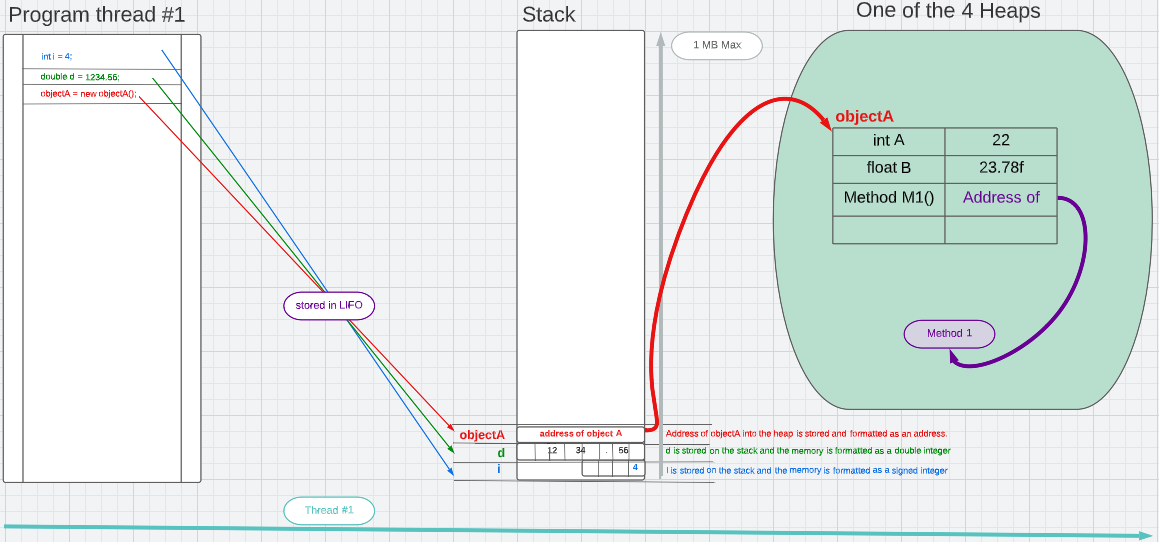 Program thread #1
Stack
One of the 4 Heaps
int i = 4;
double d = 1234.56;
objectA = new objectA();
1 MB Max
objectA
int A 22
float B 23.78f
Method M1() Address of
stored in LIFO
Method 1
objectA address of object A Address of objectA into the heap is stored and formatted as an address.
d 12 34 . 56 d is stored on the stack and the memory is formatted as a double integer
i 4 I is stored on the stack and the memory is formatted as a signed integer
Thread #1